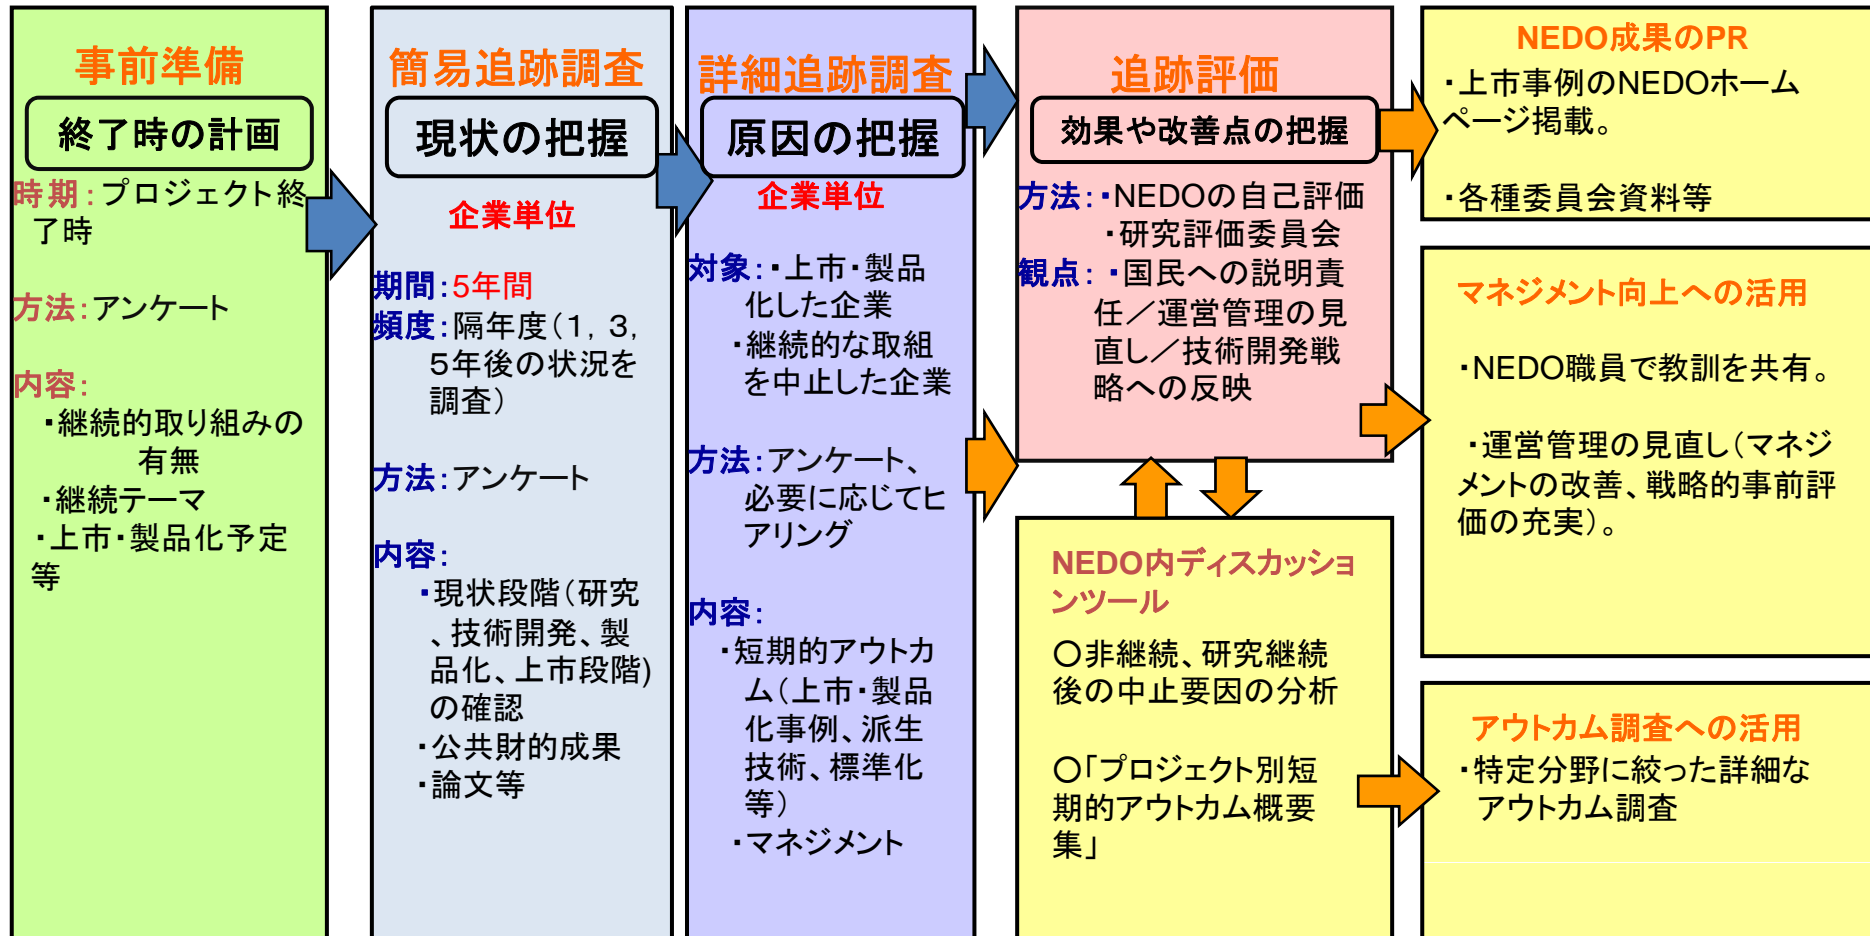 事前準備
終了時の計画
時期：プロジェクト終
了時
方法：アンケート
内容：
・継続的取り組みの
有無
・継続テーマ
・上市・製品化予定
等
簡易追跡調査
現状の把握
企業単位
期間：5年間
頻度：隔年度（1，3，
5年後の状況を
調査）
方法：アンケート
内容：
・現状段階（研究
、技術開発、製
品化、上市段階)
の確認
・公共財的成果
・論文等
詳細追跡調査
原因の把握
企業単位
対象：・上市・製品
化した企業
・継続的な取組
を中止した企業
方法：アンケート、
必要に応じてヒ
アリング
内容：
・短期的アウトカ
ム（上市・製品
化事例、派生
技術、標準化
等）
・マネジメント
追跡評価
効果や改善点の把握
方法：・NEDOの自己評価
・研究評価委員会
観点：・国民への説明責
任／運営管理の見
直し／技術開発戦
略への反映
NEDO内ディスカッショ
ンツール
○非継続、研究継続
後の中止要因の分析
○「プロジェクト別短
期的アウトカム概要
集」
NEDO成果のPR
・上市事例のNEDOホーム
ページ掲載。
・各種委員会資料等
マネジメント向上への活用
・NEDO職員で教訓を共有。
・運営管理の見直し（マネジ
メントの改善、戦略的事前評
価の充実）。
アウトカム調査への活用
・特定分野に絞った詳細な
アウトカム調査